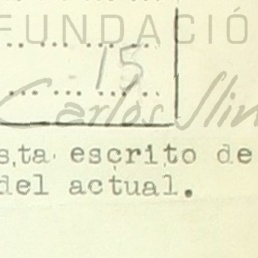 FUNDACIÓ
15
Carlos Slim
sta escrito de
del actual.